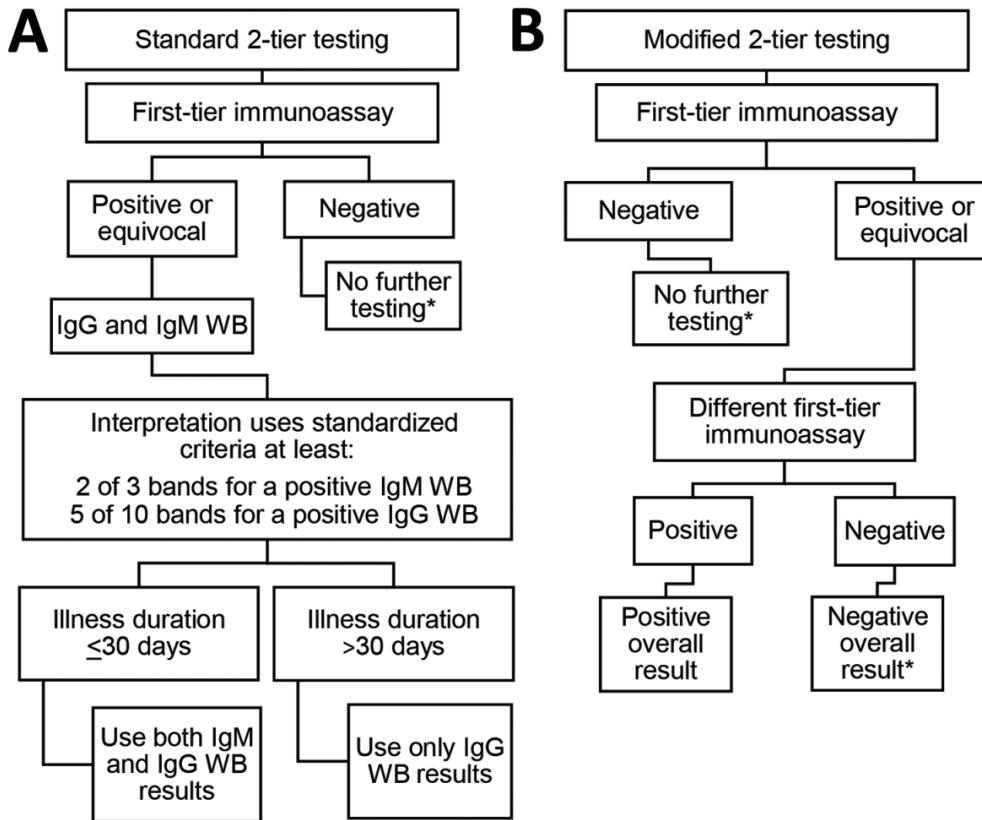 A
Standard 2-tier testing
First-tier immunoassay
Positive or
equivocal
Negative
No further
testing*
IgG and IgM WB
Interpretation uses standardized
criteria at least:
2 of 3 bands for a positive IgM WB
5 of 10 bands for a positive IgG WB
Illness duration
≤30 days
Illness duration
>30 days
Use both IgM
and IgG WB
results
Use only IgG
WB results
B
Modified 2-tier testing
First-tier immunoassay
Negative
Positive or
equivocal
No further
testing*
Different first-tier
immunoassay
Positive
Negative
Positive
overall
result
Negative
overall
result*